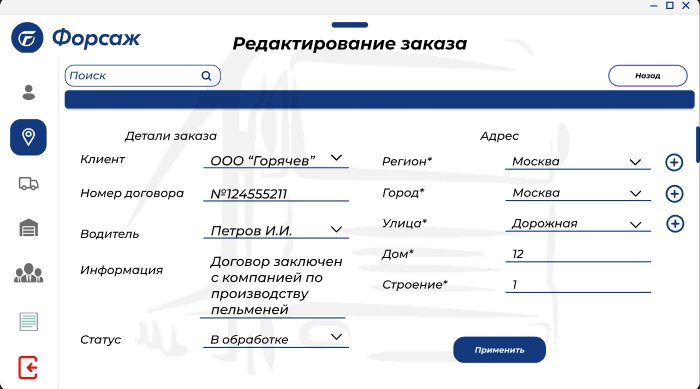 Форсаж
Редактирование заказа
Поиск
Назад
Детали заказа
Клиент
ООО “Горячев”
Номер договора
№124555211
Водитель
Петров И.И.
Информация
Договор заключен
с компанией по
производству
пельменей
Статус
В обработке
Адрес
Регион*
Москва
Город*
Москва
Улица*
Дорожная
Дом*
12
Строение*
1
Применить